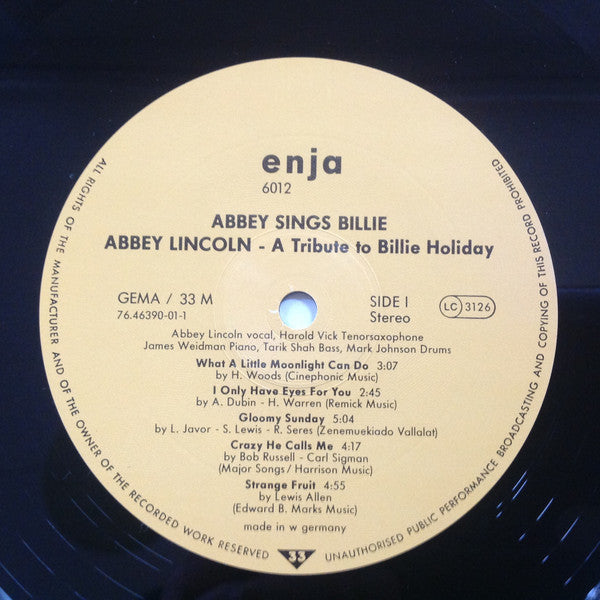 enja
6012
ABBEY SINGS BILLIE
ABBEY LINCOLN - A Tribute to Billie Holiday
GEMA / 33 M
76.46390-01-1
SIDE I
Stereo
LC 3126
Abbey Lincoln vocal, Harold Vick Tenorsaxophone
James Weidman Piano, Tarik Shah Bass, Mark Johnson Drums
What A Little Moonlight Can Do 3:07
by H. Woods (Cinephonic Music)
I Only Have Eyes For You 2:45
by A. Dubin - H. Warren (Remick Music)
Gloomy Sunday 5:04
by L. Javor - S. Lewis - R. Seres (Zenemuekiado Vallalat)
Crazy He Calls Me 4:17
by Bob Russell - Carl Sigman
(Major Songs / Harrison Music)
Strange Fruit 4:55
by Lewis Allen
(Edward B. Marks Music)
made in w germany
33
ALL RIGHTS OF THE MANUFACTURER AND OF THE OWNER OF THE RECORDED WORK RESERVED
UNAUTHORISED PUBLIC PERFORMANCE BROADCASTING AND COPYING OF THIS RECORD PROHIBITED